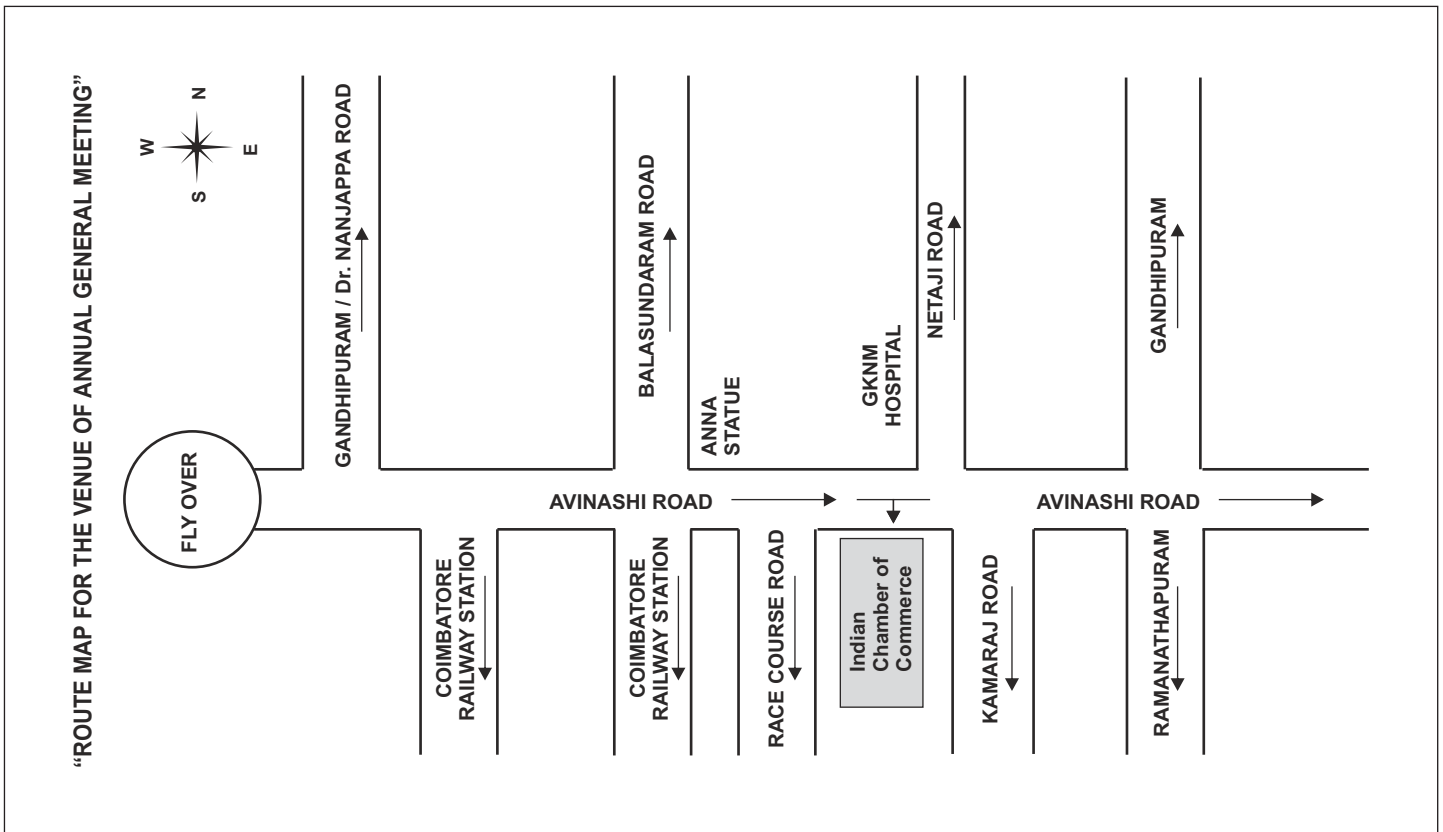 “ROUTE MAP FOR THE VENUE OF ANNUAL GENERAL MEETING”
N
W
E
S
FLY OVER
GANDHIPURAM / Dr. NANJAPPA ROAD
BALASUNDARAM ROAD
ANNA
STATUE
GKNM
HOSPITAL
NETAJI ROAD
GANDHIPURAM
AVINASHI ROAD
AVINASHI ROAD
COIMBATORE
RAILWAY STATION
COIMBATORE
RAILWAY STATION
RACE COURSE ROAD
Indian
Chamber of
Commerce
KAMARAJ ROAD
RAMANATHAPURAM